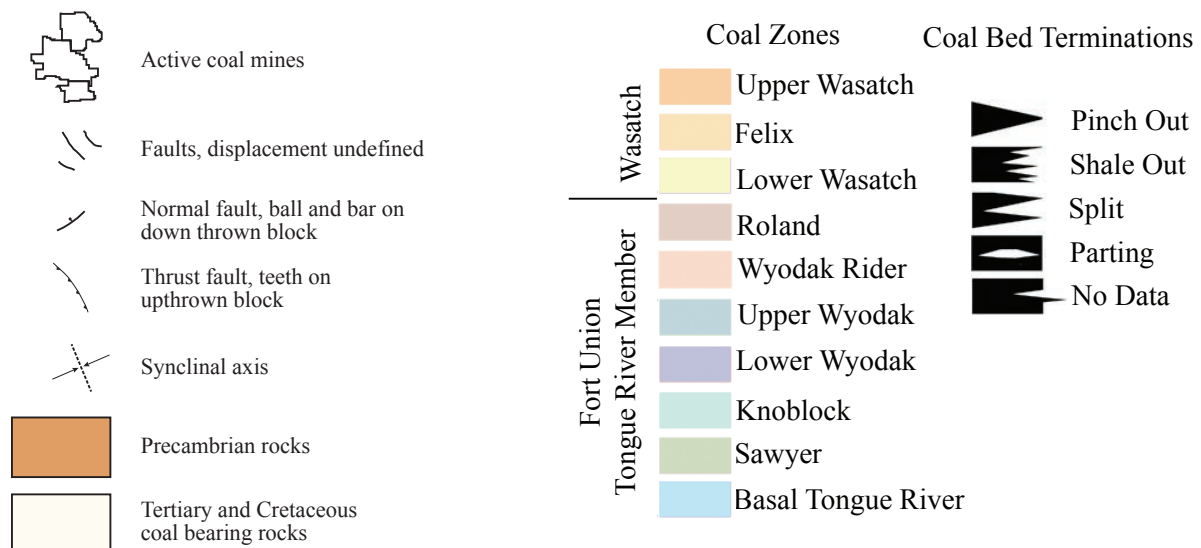 Active coal mines
Faults, displacement undefined
Normal fault, ball and bar on
down thrown block
Thrust fault, teeth on
upthrown block
Synclinal axis
Precambrian rocks
Tertiary and Cretaceous
coal bearing rocks
Coal Zones
Wasatch
Upper Wasatch
Felix
Lower Wasatch
Fort Union
Tongue River Member
Roland
Wyodak Rider
Upper Wyodak
Lower Wyodak
Knoblock
Sawyer
Basal Tongue River
Coal Bed Terminations
Pinch Out
Shale Out
Split
Parting
No Data